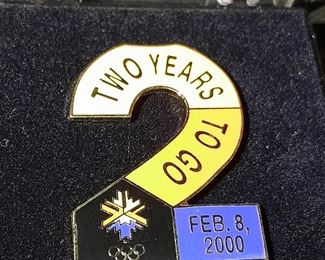 TWO YEARS
TO GO
FEB. 8,
2000